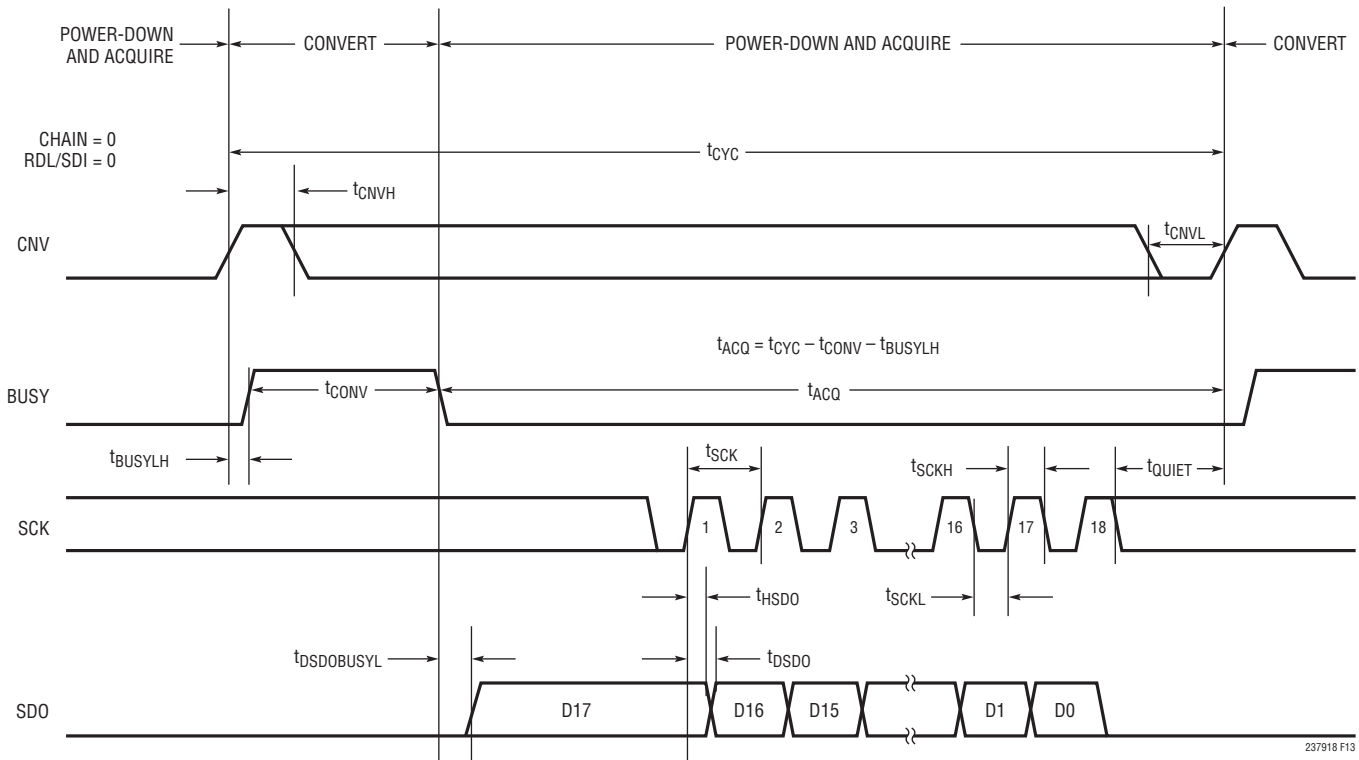 POWER-DOWN
AND ACQUIRE
CONVERT
POWER-DOWN AND ACQUIRE
CONVERT
CHAIN = 0
RDL/SDI = 0
tCYC
tCNVH
CNV
tCNVL
tACQ = tCYC – tCONV – tBUSYLH
BUSY
tCONV
tACQ
tBUSYLH
tSCK
tSCKH
tQUIET
SCK
1
2
3
16
17
18
tHSDO
tSCKL
tDSDOBUSYL
tDSDO
SDO
D17
D16
D15
D1
D0
237918 F13